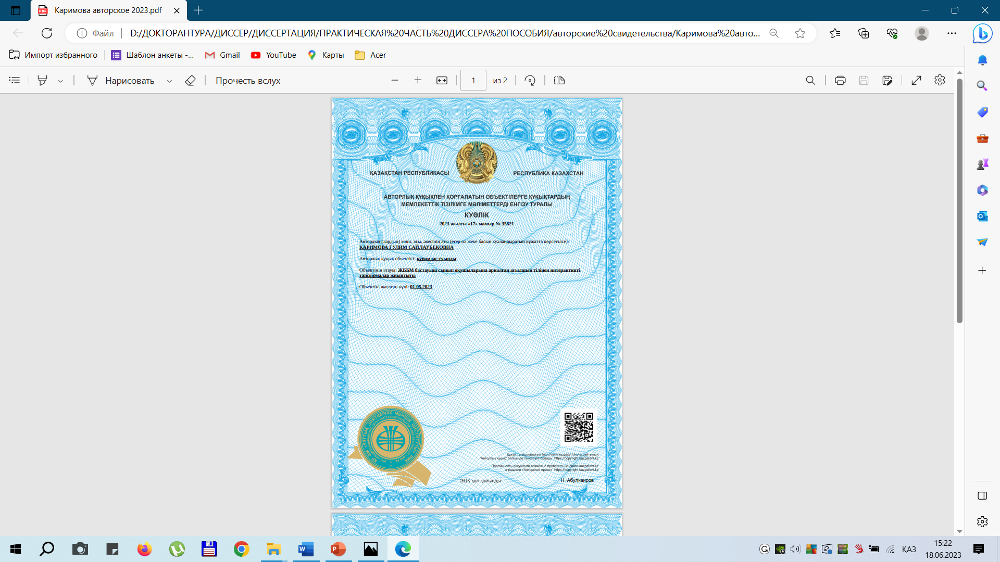 Каримова авторское 2023.pdf
Файл
D:/ДОКТОРАНТУРА/ДИССЕР/ДИССЕРТАЦИЯ/ПРАКТИЧЕСКАЯ%20ЧАСТЬ%20ДИССЕРА%20ПОСОБИЯ/авторские%20свидетельства/Каримова%20авто...
Импорт избранного
Шаблон анкеты -...
Gmail
YouTube
Карты
Acer
Нарисовать
Прочесть вслух
1
из 2
ҚАЗАҚСТАН РЕСПУБЛИКАСЫ
РЕСПУБЛИКА КАЗАХСТАН
АВТОРЛЫҚ ҚҰҚЫҚПЕН ҚОРҒАЛАТЫН ОБЪЕКТІЛЕРГЕ ҚҰҚЫҚТАРДЫҢ
МЕМЛЕКЕТТІК ТІЗІЛІМГЕ МӘЛІМЕТТЕРДІ ЕНГІЗУ ТУРАЛЫ
КУӘЛІК
2023 жылғы «17» мамыр № 35821
Автордың (лардың) жөні, аты, әкесінің аты (егер ол жеке басын куәландыратын құжатта көрсетілсе):
КАРИМОВА ГУЛИМ САЙЛАУБЕКОВНА
Авторлық құқық объектісі: құрамдас туынды
Объектінің атауы: ЖББМ бастауыш сынып оқушыларына арналған ағылшын тілінен интерактивті
тапсырмалар жиынтығы
Объектіні жасаған күні: 01.05.2023
Құжат түпнұсқалығын http://www.kazpatent.kz/ru сайтының
"Авторлық құқық" бөлімінде тексеруге болады https://copyright.kazpatent.kz
Подлинность документа возможно проверить на сайте kazpatent.kz
в разделе «Авторское право» https://copyright.kazpatent.kz
ЭЦҚ қол қойылды
Н. Абулкаиров
ҚАЗ
15:22
18.06.2023